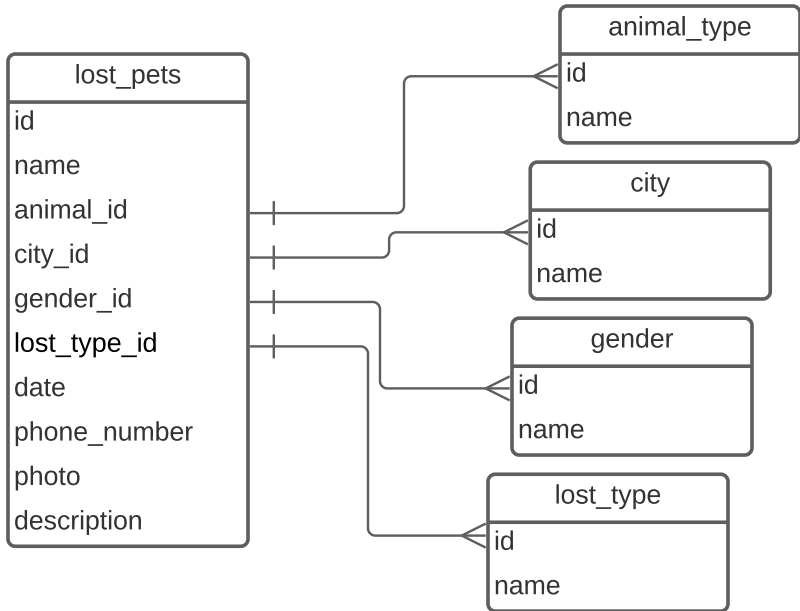 lost_pets
id
name
animal_id
city_id
gender_id
lost_type_id
date
phone_number
photo
description
animal_type
id
name
city
id
name
gender
id
name
lost_type
id
name